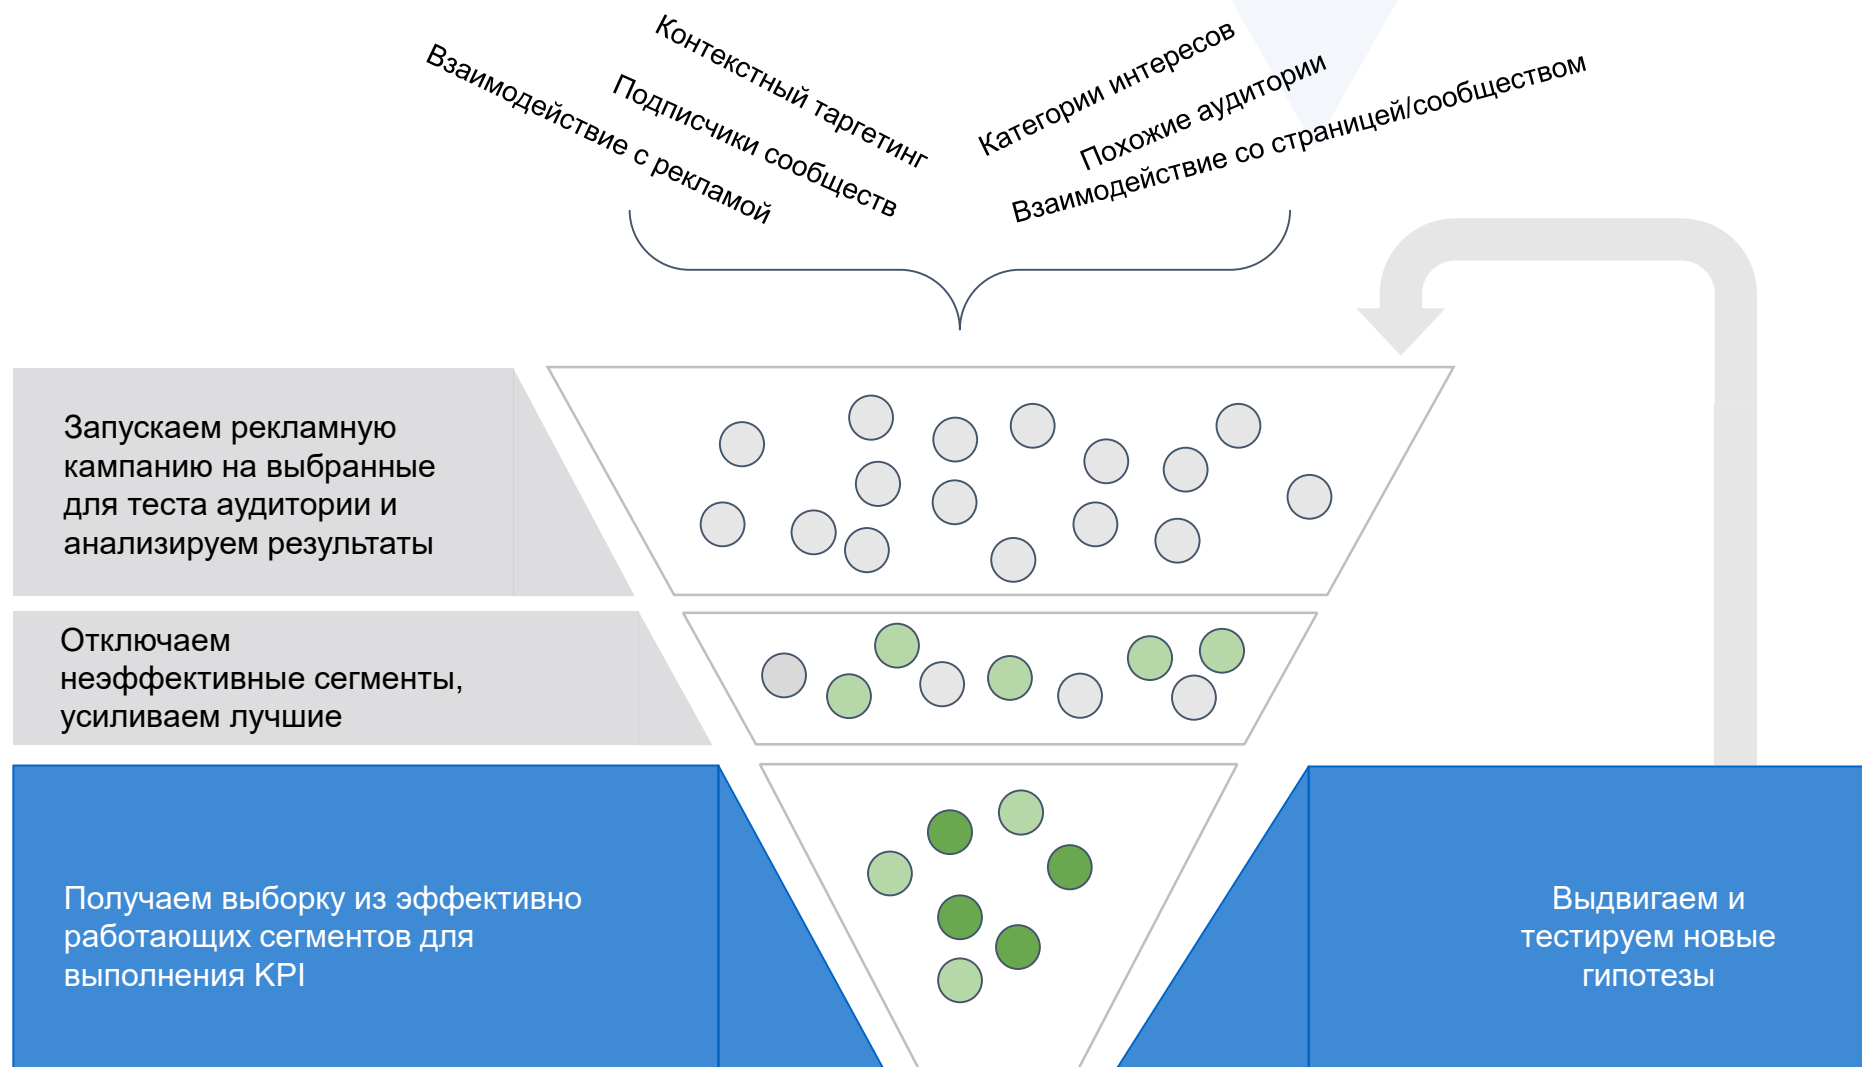 Контекстный таргетинг
Подписчики сообществ
Взаимодействие с рекламой
Категории интересов
Похожие аудитории
Взаимодействие со страницей/сообществом
Запускаем рекламную
кампанию на выбранные
для теста аудитории и
анализируем результаты
Отключаем
неэффективные сегменты,
усиливаем лучшие
Получаем выборку из эффективно
работающих сегментов для
выполнения KPI
Выдвигаем и
тестируем новые
гипотезы